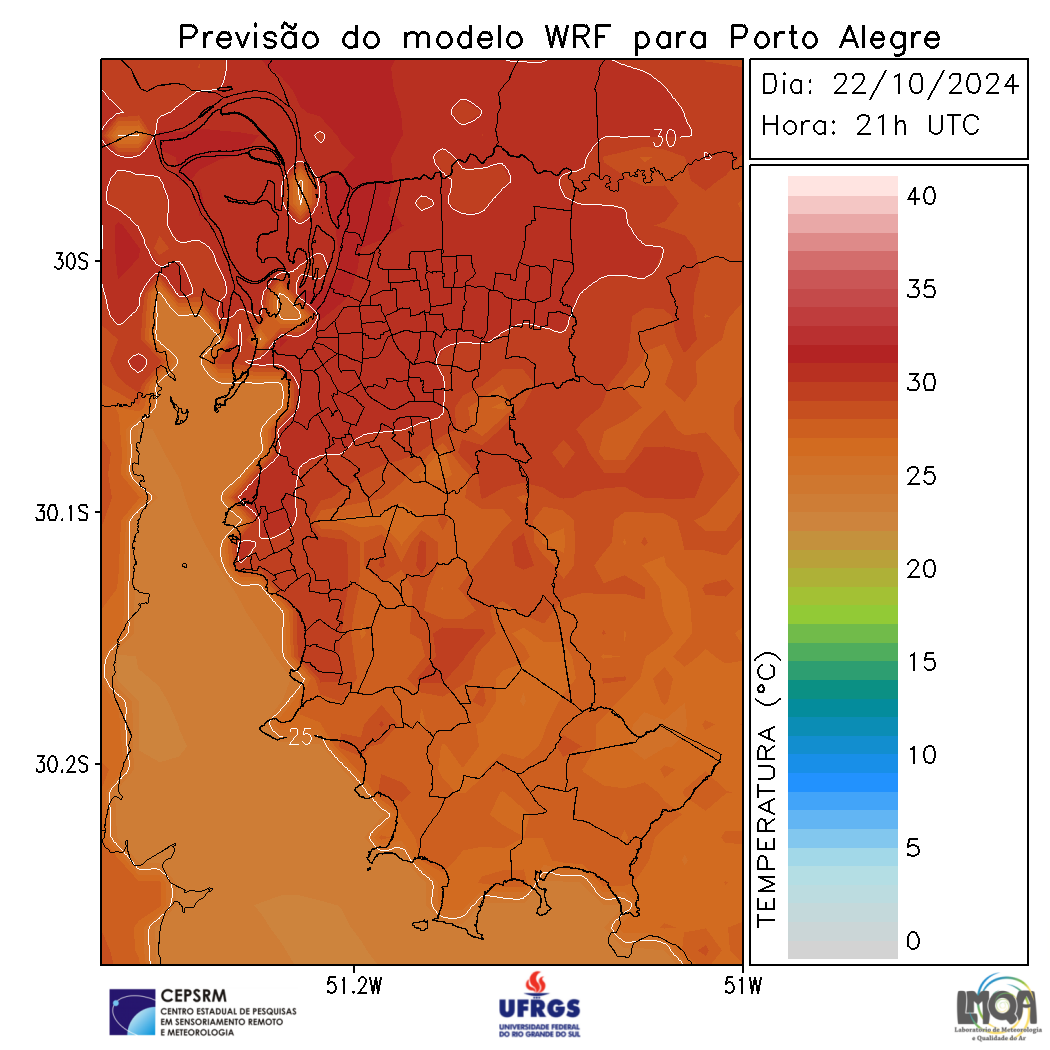 Previsão do modelo WRF para Porto Alegre
Dia: 22/10/2024
Hora: 21h UTC
30
25
30S
30.1S
30.2S
51.2W
51W
40
35
30
25
20
15
10
5
0
TEMPERATURA (°C)
CEPSRM
CENTRO ESTADUAL DE PESQUISAS
EM SENSORIAMENTO REMOTO
E METEOROLOGIA
UFRGS
UNIVERSIDADE FEDERAL
DO RIO GRANDE DO SUL
LMQA
Laboratório de Meteorologia
e Qualidade do Ar